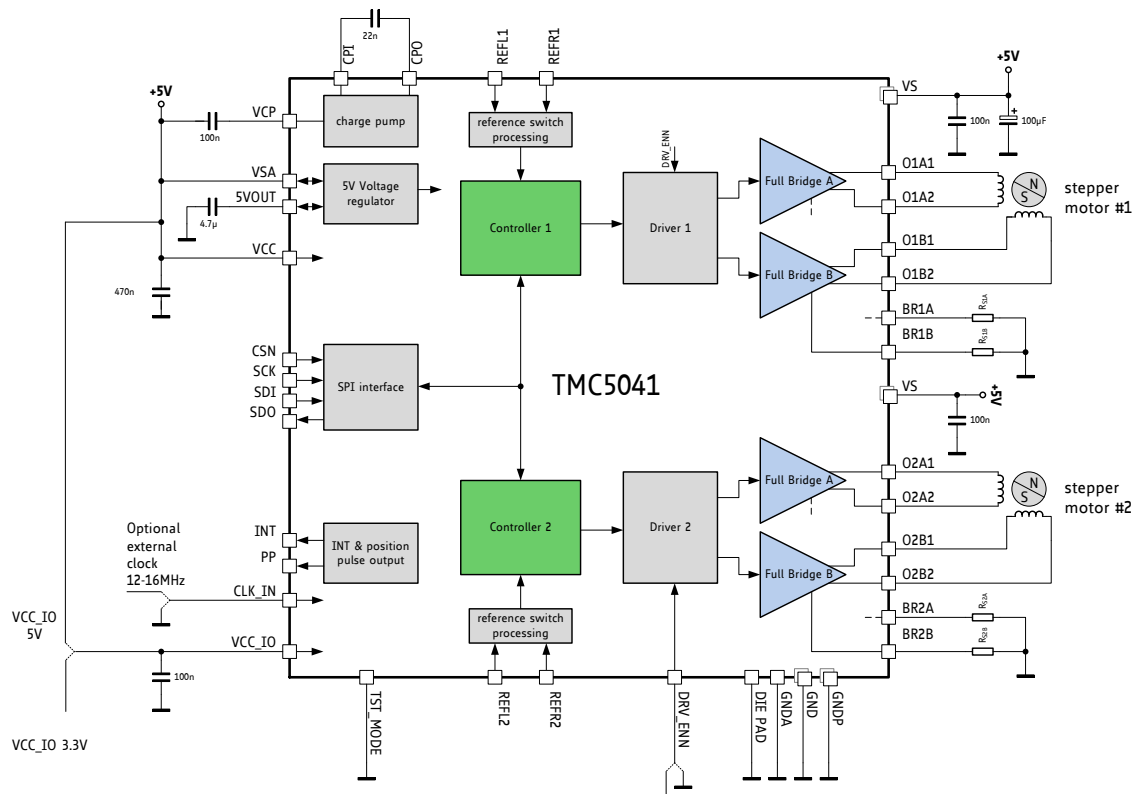 CPI
22n
CPO
REFL1
REFR1
+5V
+5V
VCP
100n
charge pump
reference switch
processing
VS
100n
+
100µF
VSA
5VOUT
4.7µ
5V Voltage
regulator
VCC
470n
Controller 1
DRV_ENN
Driver 1
Full Bridge A
Full Bridge B
O1A1
O1A2
O1B1
O1B2
BR1A
BR1B
RS1A
RS1B
N
S
stepper
motor #1
CSN
SCK
SDI
SDO
SPI interface
TMC5041
VS
+5V
100n
Controller 2
Driver 2
Full Bridge A
Full Bridge B
O2A1
O2A2
O2B1
O2B2
BR2A
BR2B
RS2A
RS2B
N
S
stepper
motor #2
INT
PP
INT & position
pulse output
Optional
external
clock
12-16MHz
CLK_IN
reference switch
processing
VCC_IO
5V
VCC_IO
100n
VCC_IO 3.3V
TST_MODE
REFL2
REFR2
DRV_ENN
DIE PAD
GNDA
GND
GNDP